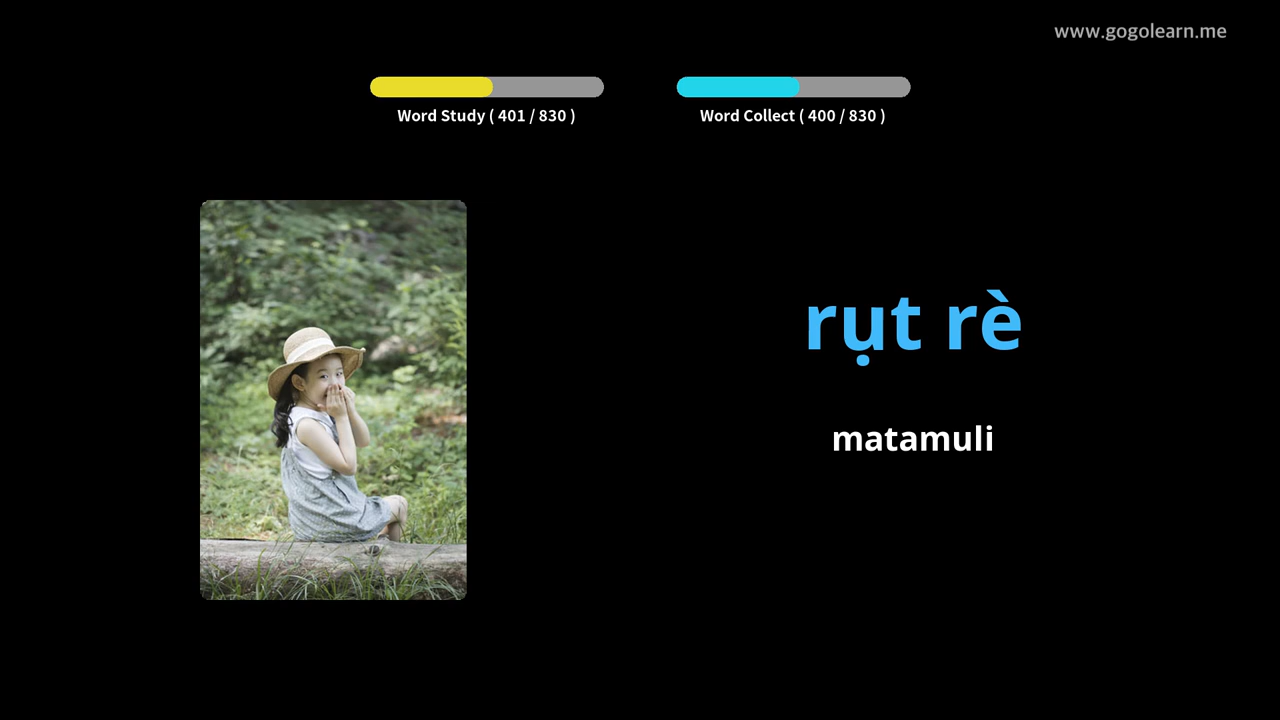 www.gogolearn.me
Word Study ( 401 / 830 )
Word Collect ( 400 / 830 )
rụt rè
matamuli